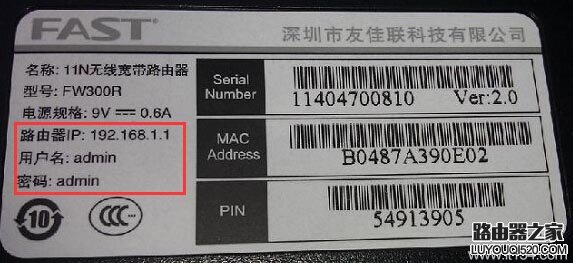 FAST
深圳市友佳联科技有限公司
名称: 11N无线宽带路由器
型号: FW300R
电源规格: 9V ⎓ 0.6A
路由器IP: 192.168.1.1
用户名: admin
密码: admin
10
CCC
Serial Number
11404700810 Ver:2.0
MAC Address
B0487A390E02
PIN
54913905
路由器之家
LUYOUQI520.COM